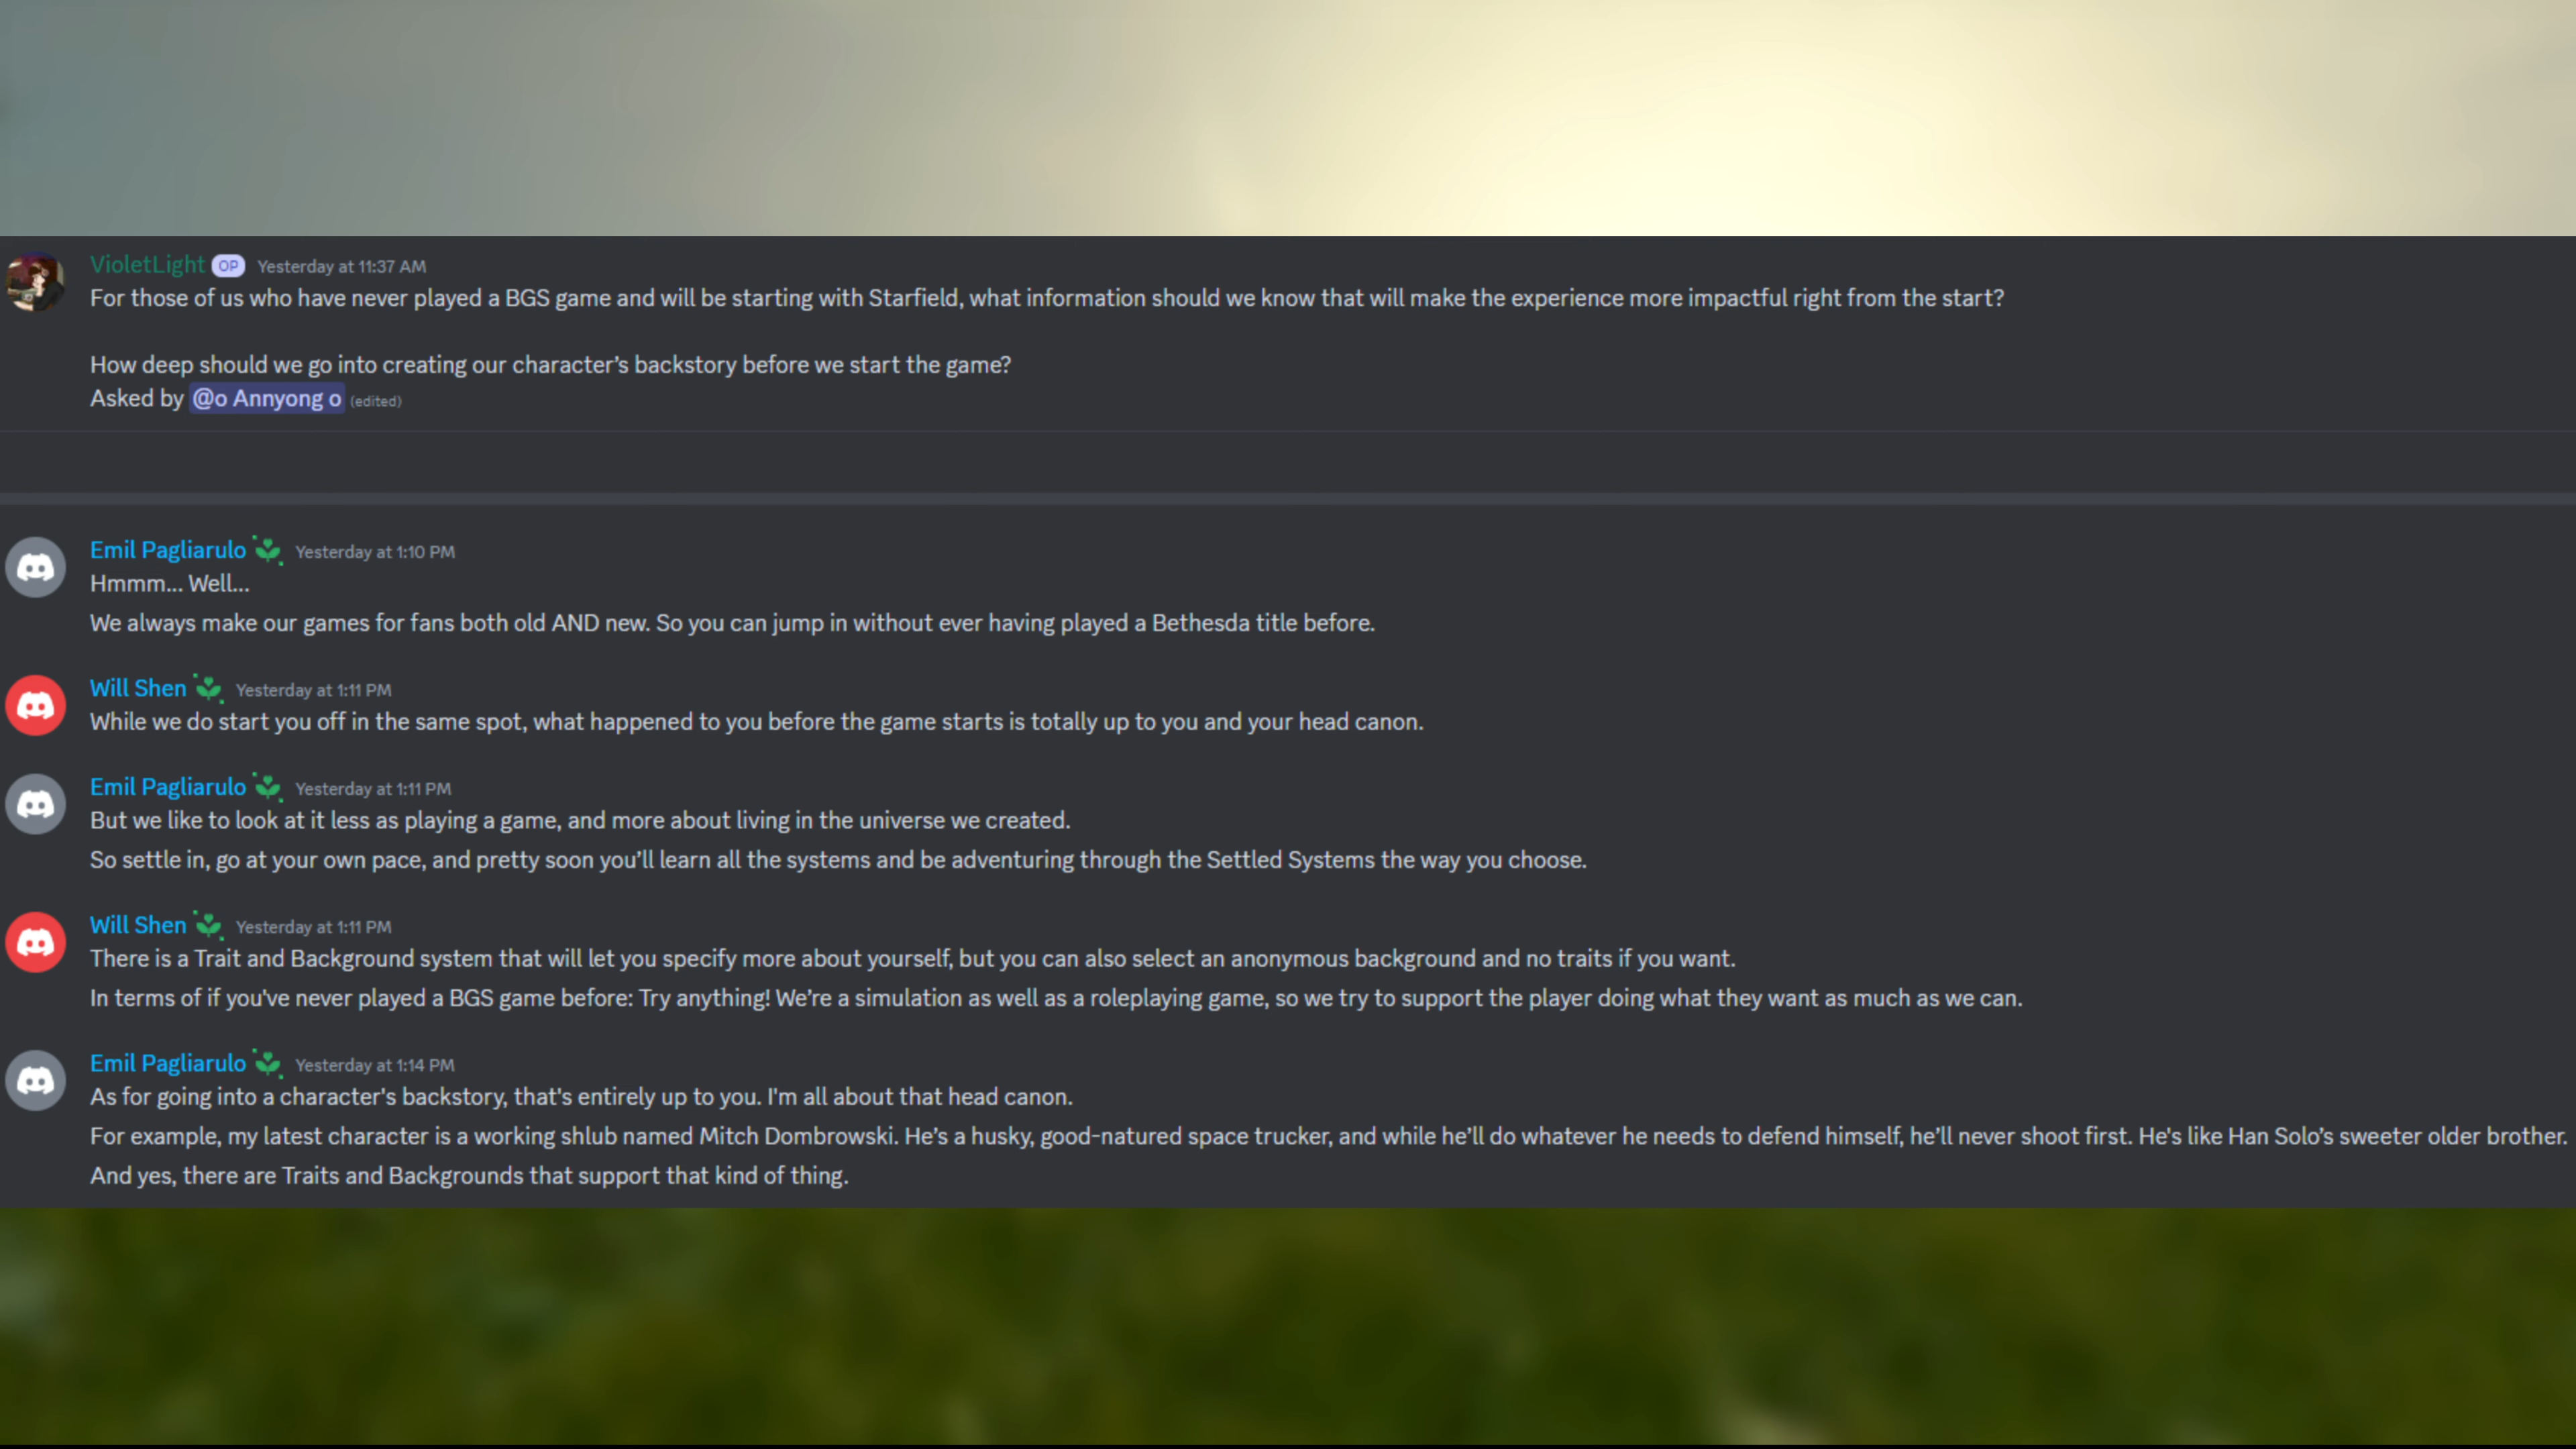 VioletLight OP Yesterday at 11:37 AM
For those of us who have never played a BGS game and will be starting with Starfield, what information should we know that will make the experience more impactful right from the start?
How deep should we go into creating our character’s backstory before we start the game?
Asked by @o Annyong o (edited)
Emil Pagliarulo Yesterday at 1:10 PM
Hmmm... Well...
We always make our games for fans both old AND new. So you can jump in without ever having played a Bethesda title before.
Will Shen Yesterday at 1:11 PM
While we do start you off in the same spot, what happened to you before the game starts is totally up to you and your head canon.
Emil Pagliarulo Yesterday at 1:11 PM
But we like to look at it less as playing a game, and more about living in the universe we created.
So settle in, go at your own pace, and pretty soon you’ll learn all the systems and be adventuring through the Settled Systems the way you choose.
Will Shen Yesterday at 1:11 PM
There is a Trait and Background system that will let you specify more about yourself, but you can also select an anonymous background and no traits if you want.
In terms of if you've never played a BGS game before: Try anything! We’re a simulation as well as a roleplaying game, so we try to support the player doing what they want as much as we can.
Emil Pagliarulo Yesterday at 1:14 PM
As for going into a character's backstory, that's entirely up to you. I'm all about that head canon.
For example, my latest character is a working shlub named Mitch Dombrowski. He’s a husky, good-natured space trucker, and while he’ll do whatever he needs to defend himself, he’ll never shoot first. He’s like Han Solo’s sweeter older brother.
And yes, there are Traits and Backgrounds that support that kind of thing.